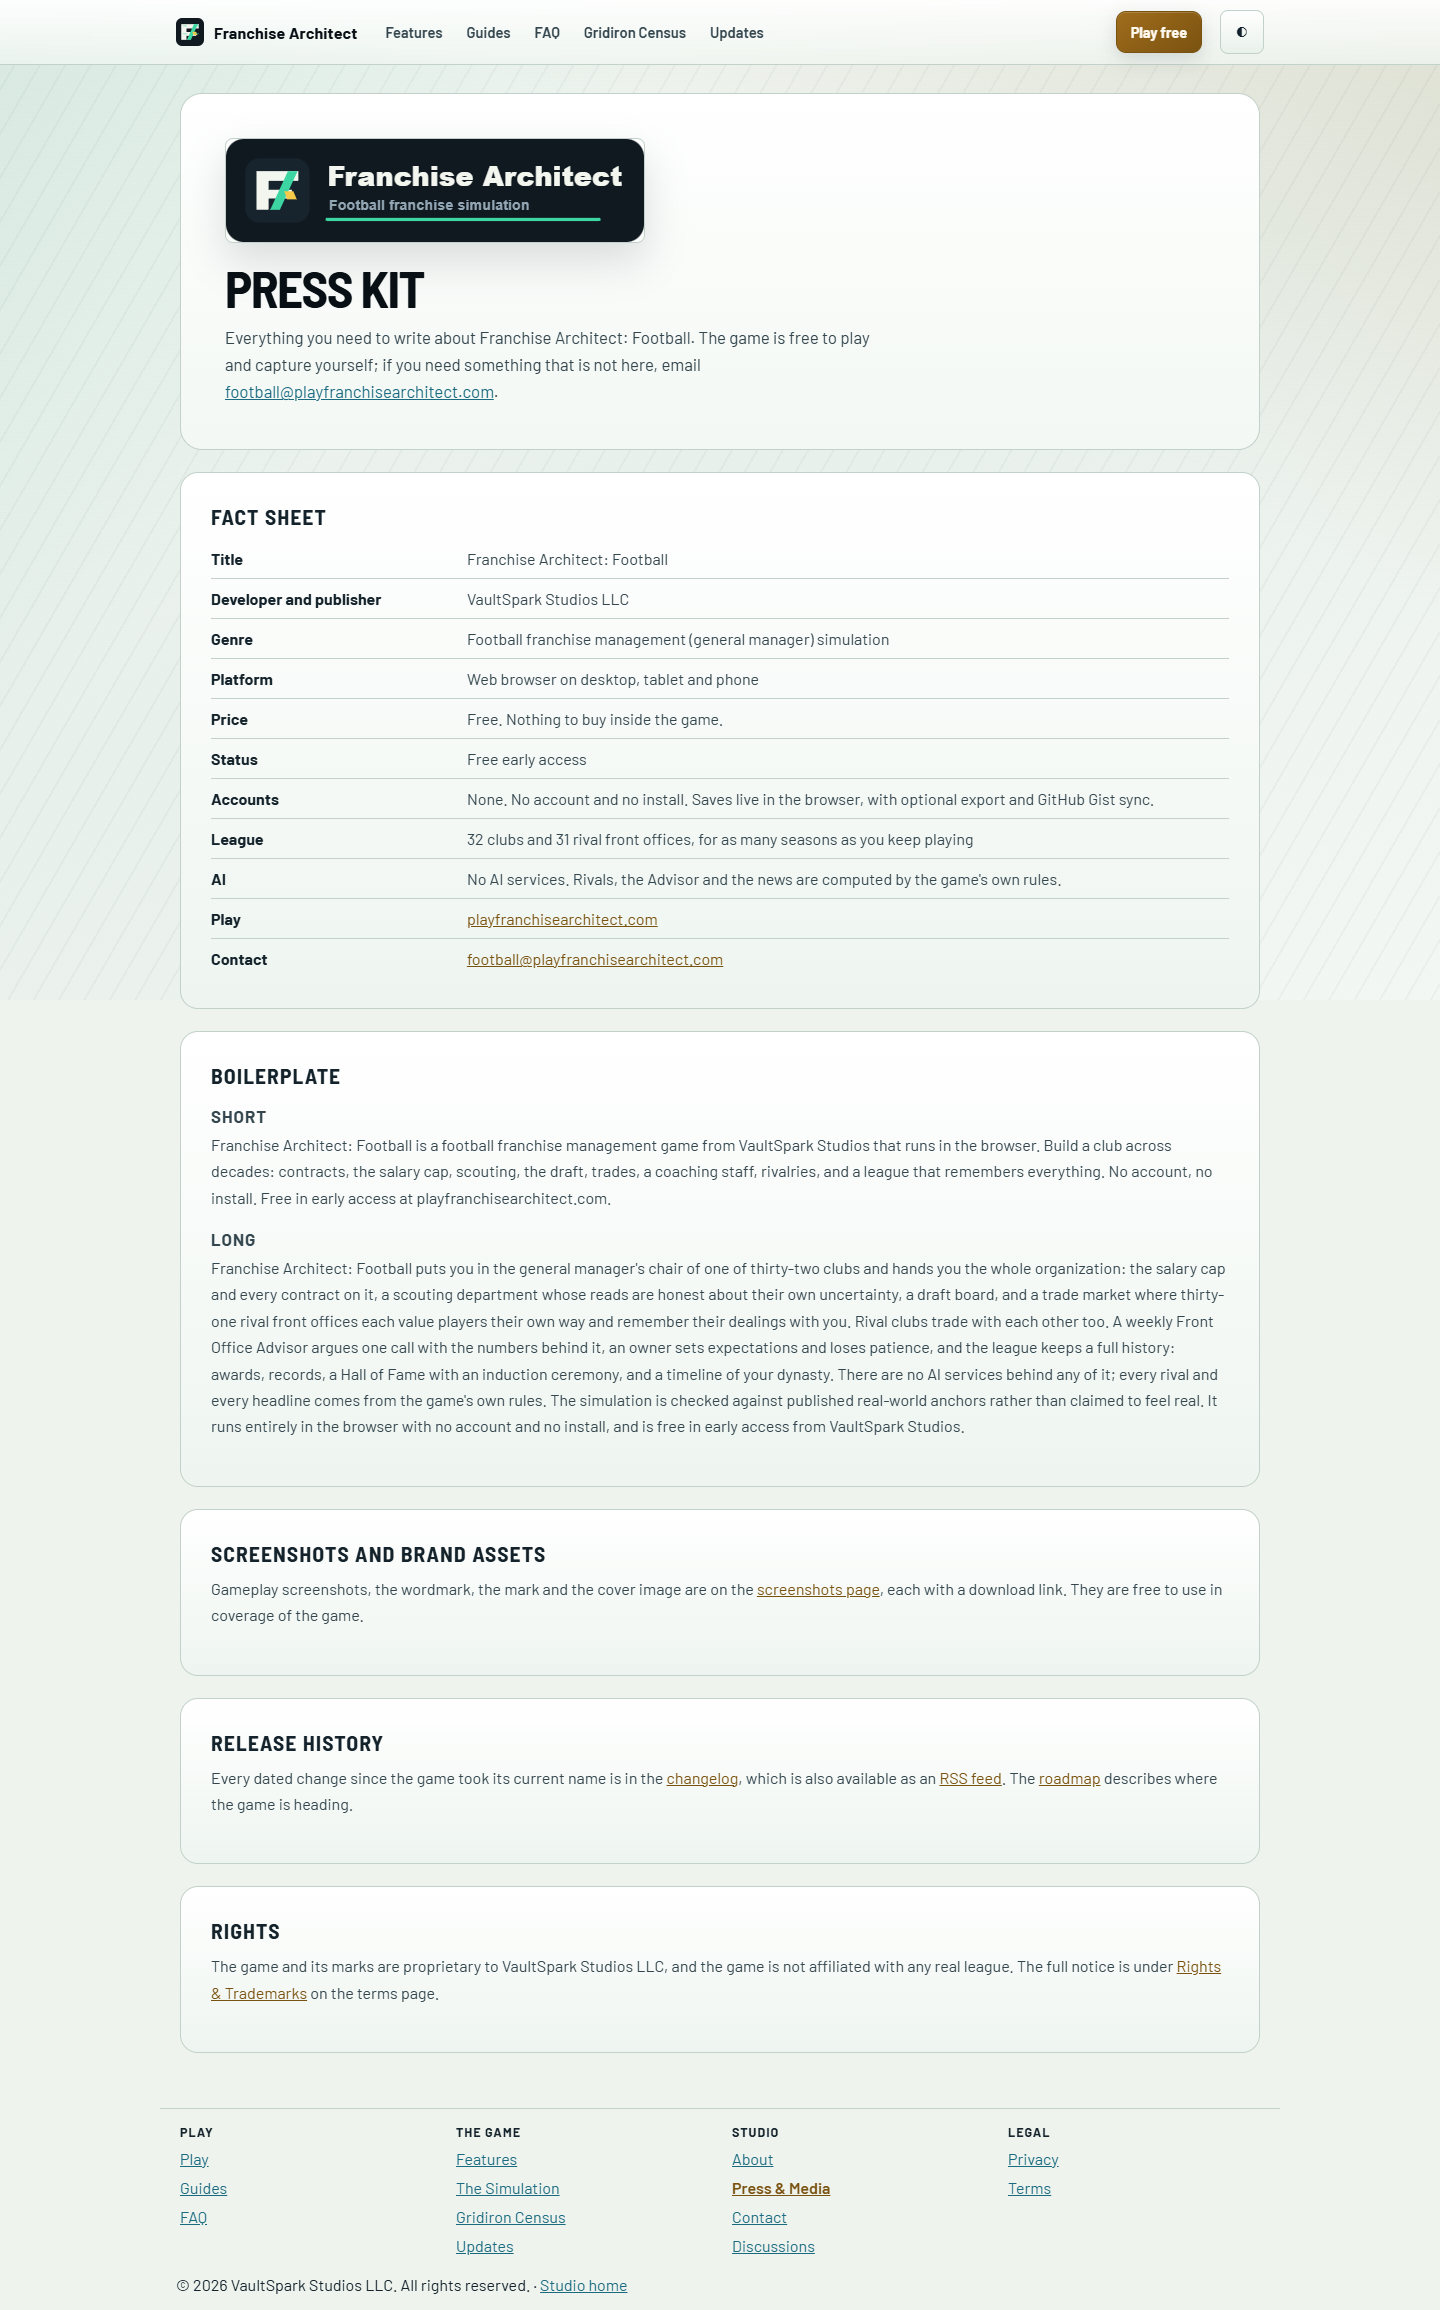 Franchise Architect
Features
Guides
FAQ
Gridiron Census
Updates
Play free
Franchise Architect
Football franchise simulation
PRESS KIT
Everything you need to write about Franchise Architect: Football. The game is free to play
and capture yourself; if you need something that is not here, email
football@playfranchisearchitect.com.
FACT SHEET
Title Franchise Architect: Football
Developer and publisher VaultSpark Studios LLC
Genre Football franchise management (general manager) simulation
Platform Web browser on desktop, tablet and phone
Price Free. Nothing to buy inside the game.
Status Free early access
Accounts None. No account and no install. Saves live in the browser, with optional export and GitHub Gist sync.
League 32 clubs and 31 rival front offices, for as many seasons as you keep playing
AI No AI services. Rivals, the Advisor and the news are computed by the game's own rules.
Play playfranchisearchitect.com
Contact football@playfranchisearchitect.com
BOILERPLATE
SHORT
Franchise Architect: Football is a football franchise management game from VaultSpark Studios that runs in the browser. Build a club across
decades: contracts, the salary cap, scouting, the draft, trades, a coaching staff, rivalries, and a league that remembers everything. No account, no
install. Free in early access at playfranchisearchitect.com.
LONG
Franchise Architect: Football puts you in the general manager's chair of one of thirty-two clubs and hands you the whole organization: the salary cap
and every contract on it, a scouting department whose reads are honest about their own uncertainty, a draft board, and a trade market where thirty-
one rival front offices each value players their own way and remember their dealings with you. Rival clubs trade with each other too. A weekly Front
Office Advisor argues one call with the numbers behind it, an owner sets expectations and loses patience, and the league keeps a full history:
awards, records, a Hall of Fame with an induction ceremony, and a timeline of your dynasty. There are no AI services behind any of it; every rival and
every headline comes from the game's own rules. The simulation is checked against published real-world anchors rather than claimed to feel real. It
runs entirely in the browser with no account and no install, and is free in early access from VaultSpark Studios.
SCREENSHOTS AND BRAND ASSETS
Gameplay screenshots, the wordmark, the mark and the cover image are on the screenshots page, each with a download link. They are free to use in
coverage of the game.
RELEASE HISTORY
Every dated change since the game took its current name is in the changelog, which is also available as an RSS feed. The roadmap describes where
the game is heading.
RIGHTS
The game and its marks are proprietary to VaultSpark Studios LLC, and the game is not affiliated with any real league. The full notice is under Rights
& Trademarks on the terms page.
PLAY
Play
Guides
FAQ
THE GAME
Features
The Simulation
Gridiron Census
Updates
STUDIO
About
Press & Media
Contact
Discussions
LEGAL
Privacy
Terms
© 2026 VaultSpark Studios LLC. All rights reserved. · Studio home